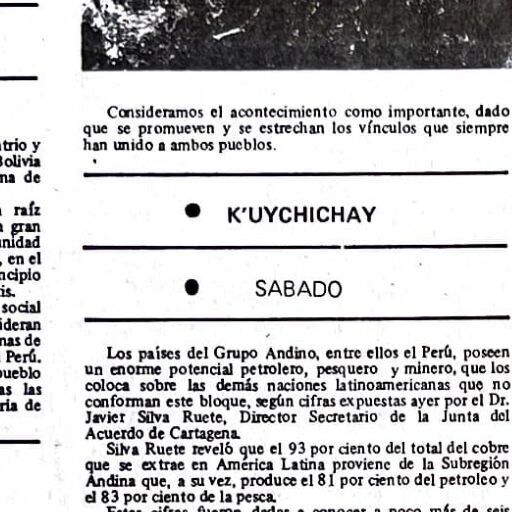 trio y
Bolivia
na de
raíz
gran
nidad
, en el
ncipio
is.
social
ideran
nas de
Perú.
pueblo
as las
ria de
Consideramos el acontecimiento como importante, dado
que se promueven y se estrechan los vínculos que siempre
han unido a ambos pueblos.
● K'UYCHICHAY
● SABADO
Los países del Grupo Andino, entre ellos el Perú, poseen
un enorme potencial petrolero, pesquero y minero, que los
coloca sobre las demás naciones latinoamericanas que no
conforman este bloque, según cifras expuestas ayer por el Dr.
Javier Silva Ruete, Director Secretario de la Junta del
Acuerdo de Cartagena.
Silva Ruete reveló que el 93 por ciento del total del cobre
que se extrae en América Latina proviene de la Subregión
Andina que, a su vez, produce el 81 por ciento del petroleo y
el 83 por ciento de la pesca.
Estas cifras fueron dadas a conocer a poco más de seis